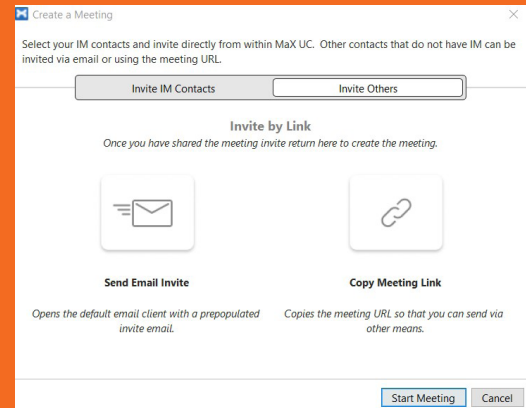 Create a Meeting
Select your IM contacts and invite directly from within MaX UC. Other contacts that do not have IM can be
invited via email or using the meeting URL.
Invite IM Contacts
Invite Others
Invite by Link
Once you have shared the meeting invite return here to create the meeting.
Send Email Invite
Opens the default email client with a prepopulated
invite email.
Copy Meeting Link
Copies the meeting URL so that you can send via
other means.
Start Meeting
Cancel